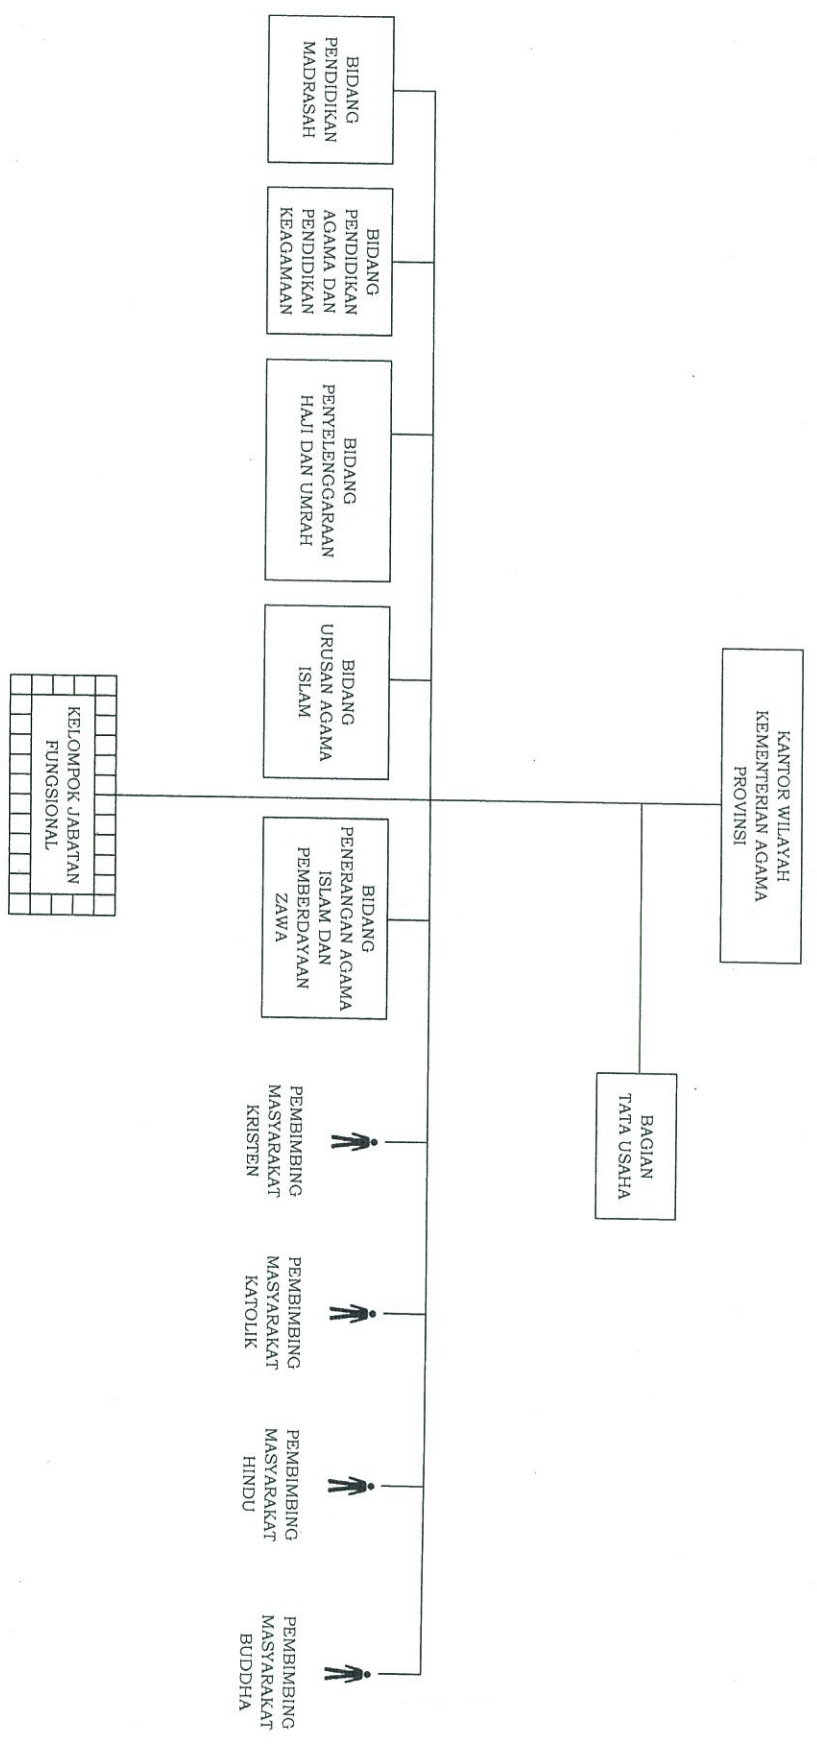 KANTOR WILAYAH
KEMENTERIAN AGAMA
PROVINSI
BAGIAN
TATA USAHA
BIDANG
PENDIDIKAN
MADRASAH
BIDANG
PENDIDIKAN
AGAMA DAN
PENDIDIKAN
KEAGAMAAN
BIDANG
PENYELENGGARAAN
HAJI DAN UMRAH
BIDANG
URUSAN AGAMA
ISLAM
BIDANG
PENERANGAN AGAMA
ISLAM DAN
PEMBERDAYAAN
ZAWA
PEMBIMBING
MASYARAKAT
KRISTEN
PEMBIMBING
MASYARAKAT
KATOLIK
PEMBIMBING
MASYARAKAT
HINDU
PEMBIMBING
MASYARAKAT
BUDDHA
KELOMPOK JABATAN
FUNGSIONAL